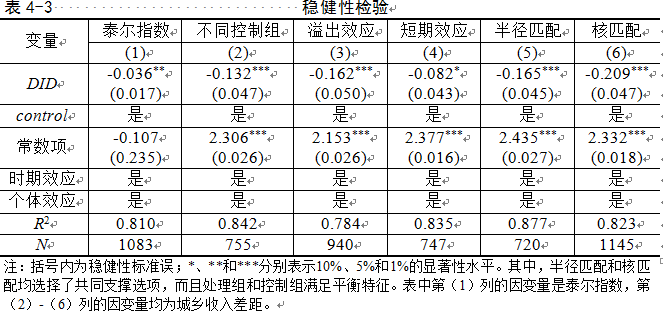 表 4-3 稳健性检验
变量 泰尔指数 不同控制组 溢出效应 短期效应 半径匹配 核匹配
(1) (2) (3) (4) (5) (6)
DID -0.036** -0.132*** -0.162*** -0.082* -0.165*** -0.209***
(0.017) (0.047) (0.050) (0.043) (0.045) (0.047)
control 是 是 是 是 是 是
常数项 -0.107 2.306*** 2.153*** 2.377*** 2.435*** 2.332***
(0.235) (0.026) (0.026) (0.016) (0.027) (0.018)
时期效应 是 是 是 是 是 是
个体效应 是 是 是 是 是 是
R2 0.810 0.842 0.784 0.835 0.877 0.823
N 1083 755 940 747 720 1145
注：括号内为稳健性标准误；*、**和***分别表示10%、5%和1%的显著性水平。其中，半径匹配和核匹
配均选择了共同支撑选项，而且处理组和控制组满足平衡特征。表中第（1）列的因变量是泰尔指数，第
（2）-（6）列的因变量均为城乡收入差距。